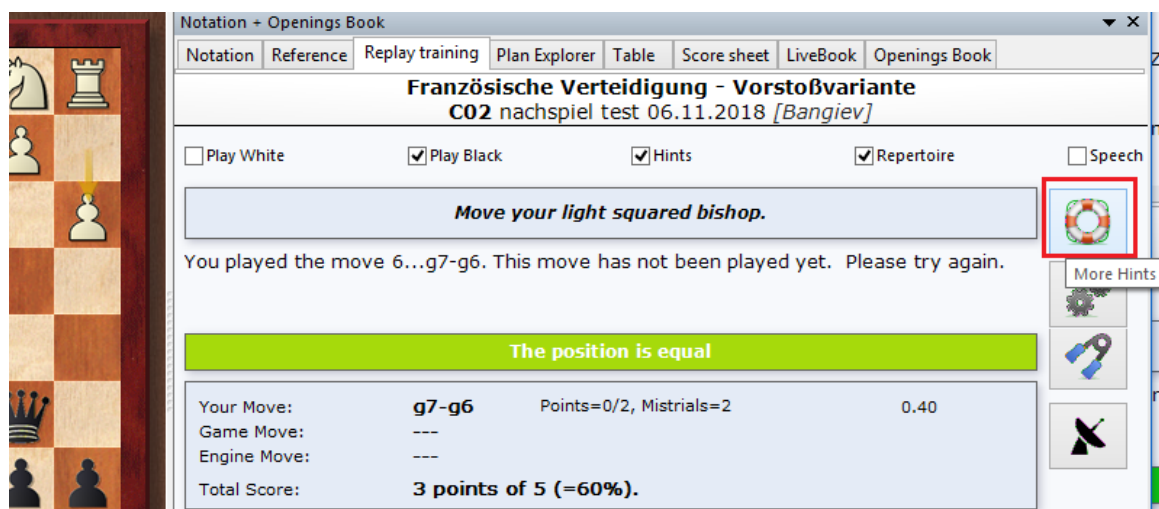 Notation + Openings Book
Notation Reference Replay training Plan Explorer Table Score sheet LiveBook Openings Book
Französische Verteidigung - Vorstoßvariante
C02 nachspiel test 06.11.2018 [Bangiev]
Play White Play Black Hints Repertoire Speech
Move your light squared bishop.
You played the move 6...g7-g6. This move has not been played yet. Please try again.
More Hints
The position is equal
Your Move: g7-g6 Points=0/2, Mistrials=2 0.40
Game Move: ---
Engine Move: ---
Total Score: 3 points of 5 (=60%).